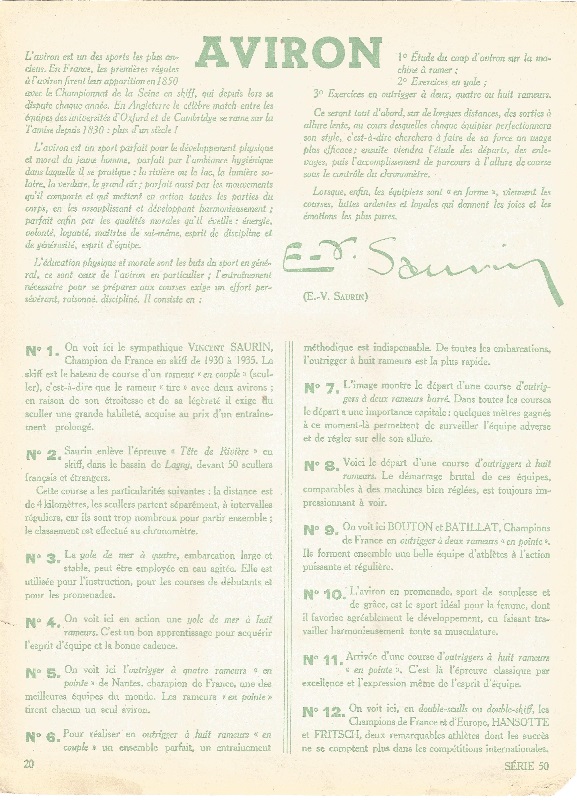 AVIRON
L'aviron est un des sports les plus an-
ciens. En France, les premières régates
à l'aviron firent leur apparition en 1850
avec le Championnat de la Seine en skiff, qui depuis lors se
dispute chaque année. En Angleterre le célèbre match entre les
équipes des universités d'Oxford et de Cambridge se rame sur la
Tamise depuis 1830 : plus d'un siècle !
L'aviron est un sport parfait pour le développement physique
et moral du jeune homme, parfait par l'ambiance hygiénique
dans laquelle il se pratique : la rivière ou le lac, la lumière so-
laire, la verdure, le grand air ; parfait aussi par les mouvements
qu'il comporte et qui mettent en action toutes les parties du
corps, en les assouplissant et développant harmonieusement ;
parfait enfin par les qualités morales qu'il éveille : énergie,
volonté, loyauté, maîtrise de soi-même, esprit de discipline et
de générosité, esprit d'équipe.
L'éducation physique et morale sont les buts du sport en géné-
ral, ce sont ceux de l'aviron en particulier ; l'entraînement
nécessaire pour se préparer aux courses exige un effort per-
sévérant, raisonné, discipliné. Il consiste en :
1° Étude du coup d'aviron sur la ma-
chine à ramer ;
2° Exercices en yole ;
3° Exercices en outrigger à deux, quatre ou huit rameurs.
Ce seront tout d'abord, sur de longues distances, des sorties à
allure lente, au cours desquelles chaque équipier perfectionnera
son style, c'est-à-dire cherchera à faire de sa force un usage
plus efficace ; ensuite viendra l'étude des départs, des enle-
vages, puis l'accomplissement de parcours à l'allure de course
sous le contrôle du chronomètre.
Lorsque, enfin, les équipiers sont « en forme », viennent les
courses, luttes ardentes et loyales qui donnent les joies et les
émotions les plus pures.
E.-V. Saurin
(E.-V. SAURIN)
N° 1. On voit ici le sympathique VINCENT SAURIN,
Champion de France en skiff de 1930 à 1935. Le
skiff est le bateau de course d'un rameur « en couple » (scul-
ler), c'est-à-dire que le rameur « tire » avec deux avirons ;
en raison de son étroitesse et de sa légèreté il exige du
sculler une grande habileté, acquise au prix d'un entraîne-
ment prolongé.
N° 2. Saurin enlève l'épreuve « Tête de Rivière » en
skiff, dans le bassin de Lagny, devant 50 scullers
français et étrangers.
Cette course a les particularités suivantes : la distance est
de 4 kilomètres, les scullers partent séparément, à intervalles
réguliers, car ils sont trop nombreux pour partir ensemble ;
le classement est effectué au chronomètre.
N° 3. La yole de mer à quatre, embarcation large et
stable, peut être employée en eau agitée. Elle est
utilisée pour l'instruction, pour les courses de débutants et
pour les promenades.
N° 4. On voit ici en action une yole de mer à huit
rameurs. C'est un bon apprentissage pour acquérir
l'esprit d'équipe et la bonne cadence.
N° 5. On voit ici l'outrigger à quatre rameurs « en
pointe » de Nantes, champion de France, une des
meilleures équipes du monde. Les rameurs « en pointe »
tirent chacun un seul aviron.
N° 6. Pour réaliser en outrigger à huit rameurs « en
couple » un ensemble parfait, un entraînement
méthodique est indispensable. De toutes les embarcations,
l'outrigger à huit rameurs est la plus rapide.
N° 7. L'image montre le départ d'une course d'outrig-
gers à deux rameurs barré. Dans toutes les courses
le départ a une importance capitale ; quelques mètres gagnés
à ce moment-là permettent de surveiller l'équipe adverse
et de régler sur elle son allure.
N° 8. Voici le départ d'une course d'outriggers à huit
rameurs. Le démarrage brutal de ces équipes,
comparables à des machines bien réglées, est toujours im-
pressionnant à voir.
N° 9. On voit ici BOUTON et BATILLAT, Champions
de France en outrigger à deux rameurs « en pointe ».
Ils forment ensemble une belle équipe d'athlètes à l'action
puissante et régulière.
N° 10. L'aviron en promenade, sport de souplesse et
de grâce, est le sport idéal pour la femme, dont
il favorise agréablement le développement, en faisant tra-
vailler harmonieusement toute sa musculature.
N° 11. Arrivée d'une course d'outriggers à huit rameurs
« en pointe ». C'est là l'épreuve classique par
excellence et l'expression même de l'esprit d'équipe.
N° 12. On voit ici, en double-sculls ou double-skiff, les
Champions de France et d'Europe, HANSOTTE
et FRITSCH, deux remarquables athlètes dont les succès
ne se comptent plus dans les compétitions internationales.
20
SÉRIE 50